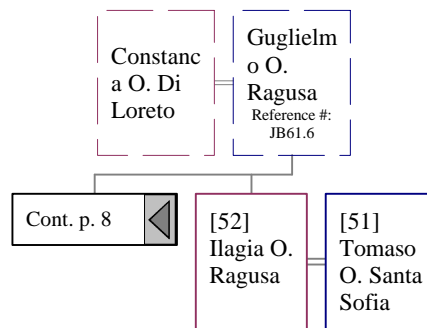 Constanc
a O. Di
Loreto
Guglielm
o O.
Ragusa
Reference #:
JB61.6
Cont. p. 8
[52]
Ilagia O.
Ragusa
[51]
Tomaso
O. Santa
Sofia